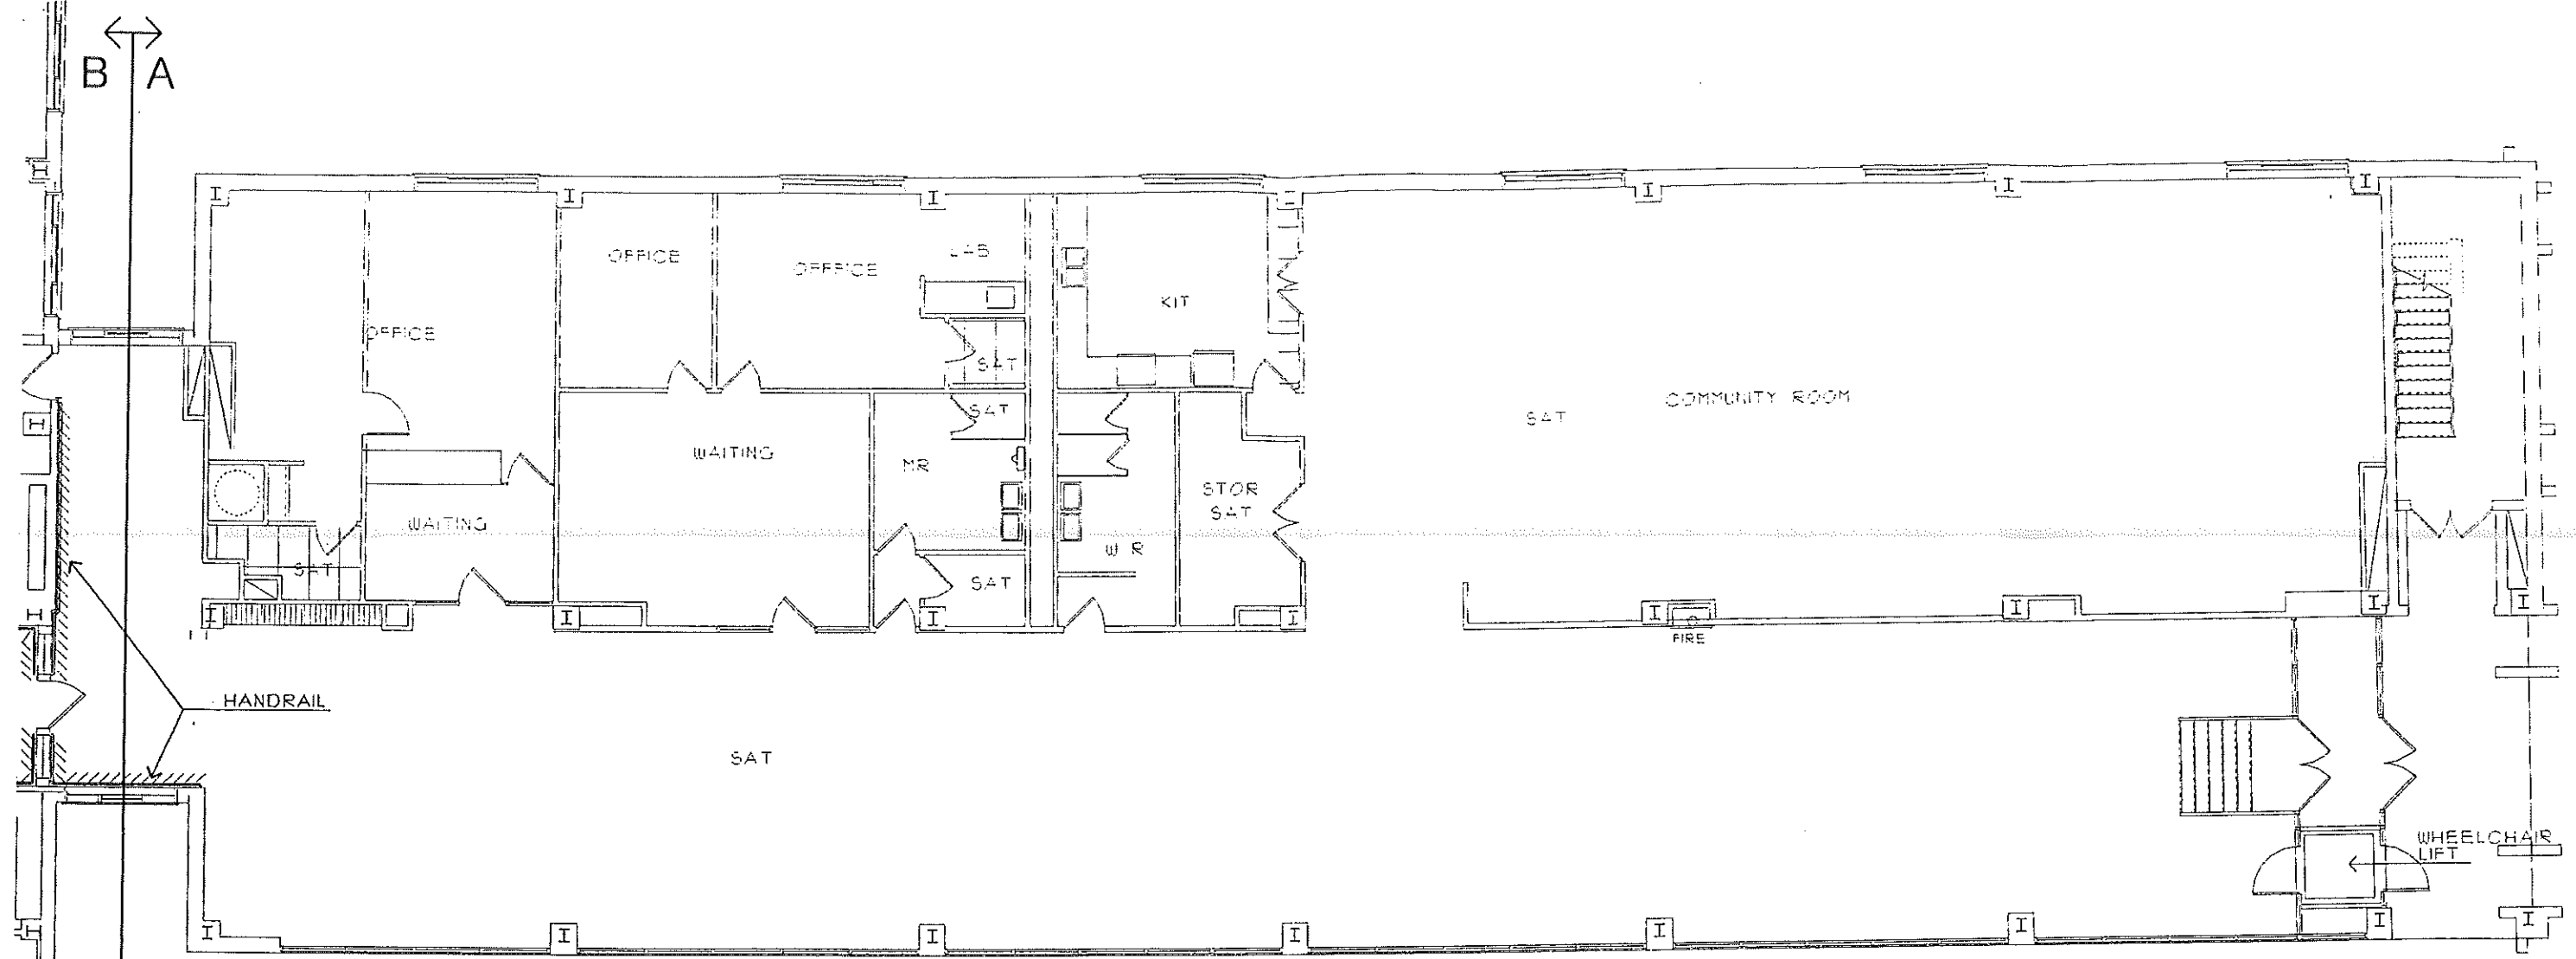 B A
OFFICE
OFFFICE
LAB
KIT
OFFICE
SAT
COMMUNITY ROOM
SAT
SAT
WAITING
MR
STOR
SAT
WAITING
W R
SAT
SAT
FIRE
HANDRAIL
SAT
WHEELCHAIR
LIFT